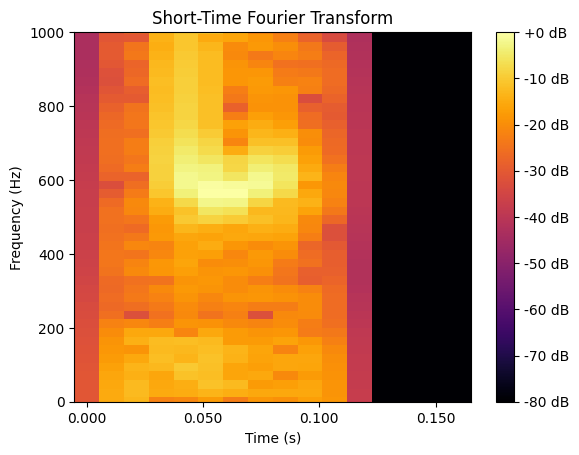 Short-Time Fourier Transform
1000
800
600
400
200
0
Frequency (Hz)
0.000
0.050
0.100
0.150
Time (s)
+0 dB
-10 dB
-20 dB
-30 dB
-40 dB
-50 dB
-60 dB
-70 dB
-80 dB